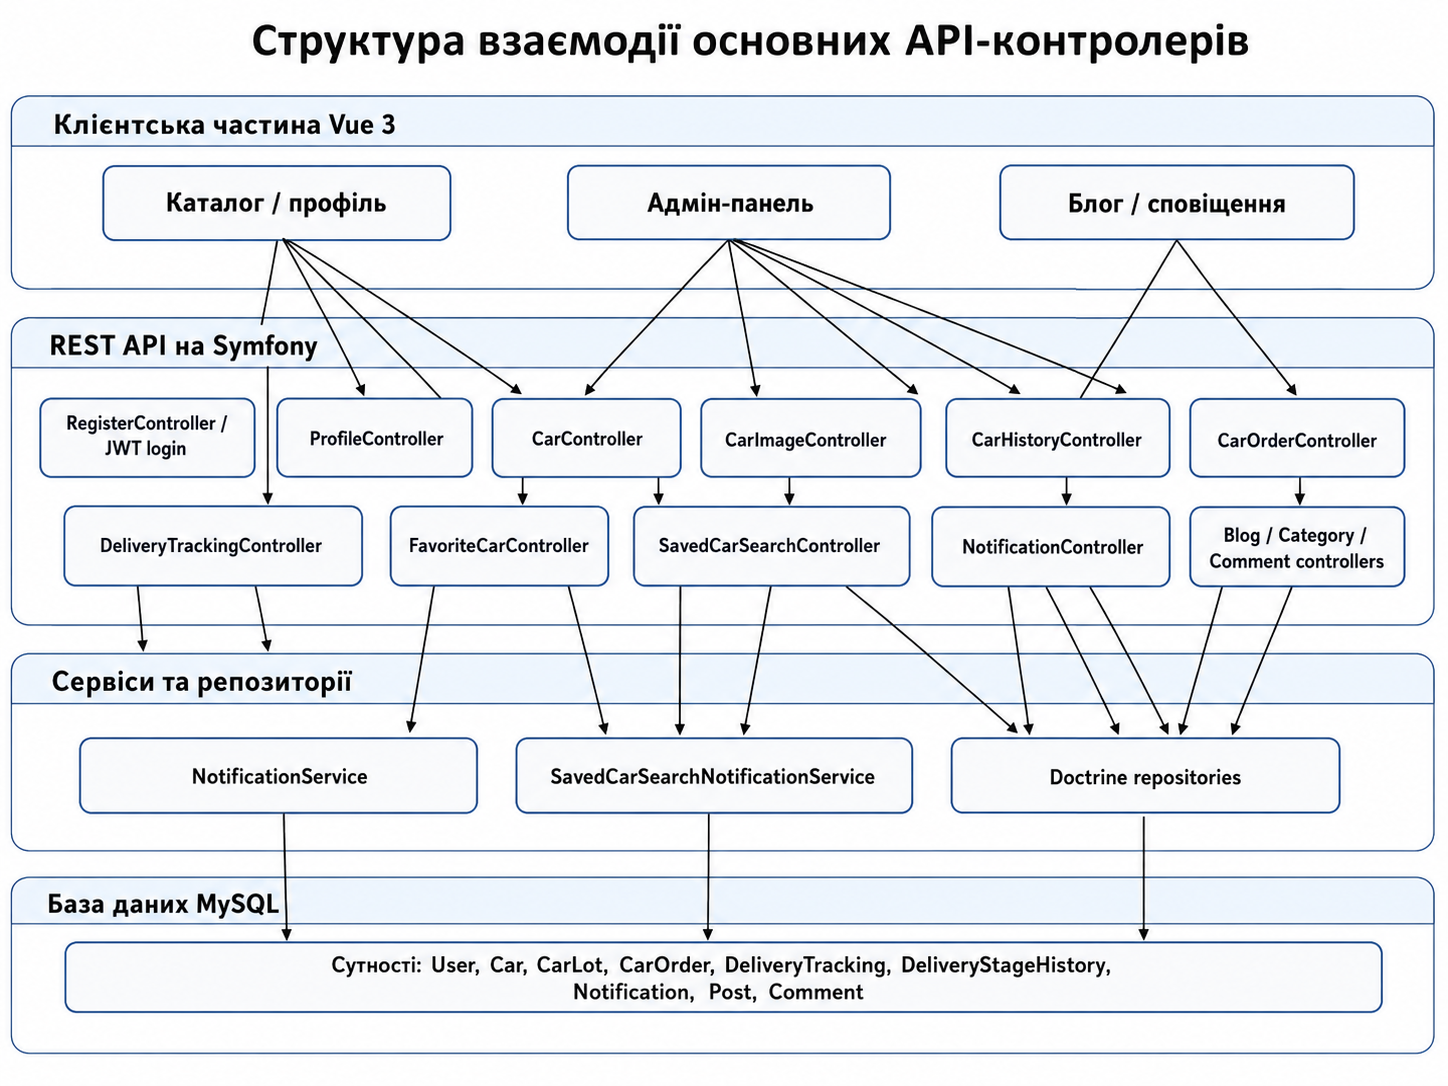 Структура взаємодії основних API-контролерів
Клієнтська частина Vue 3
Каталог / профіль
Адмін-панель
Блог / сповіщення
REST API на Symfony
RegisterController /
JWT login
ProfileController
CarController
CarImageController
CarHistoryController
CarOrderController
DeliveryTrackingController
FavoriteCarController
SavedCarSearchController
NotificationController
Blog / Category /
Comment controllers
Сервіси та репозиторії
NotificationService
SavedCarSearchNotificationService
Doctrine repositories
База даних MySQL
Сутності: User, Car, CarLot, CarOrder, DeliveryTracking, DeliveryStageHistory,
Notification, Post, Comment